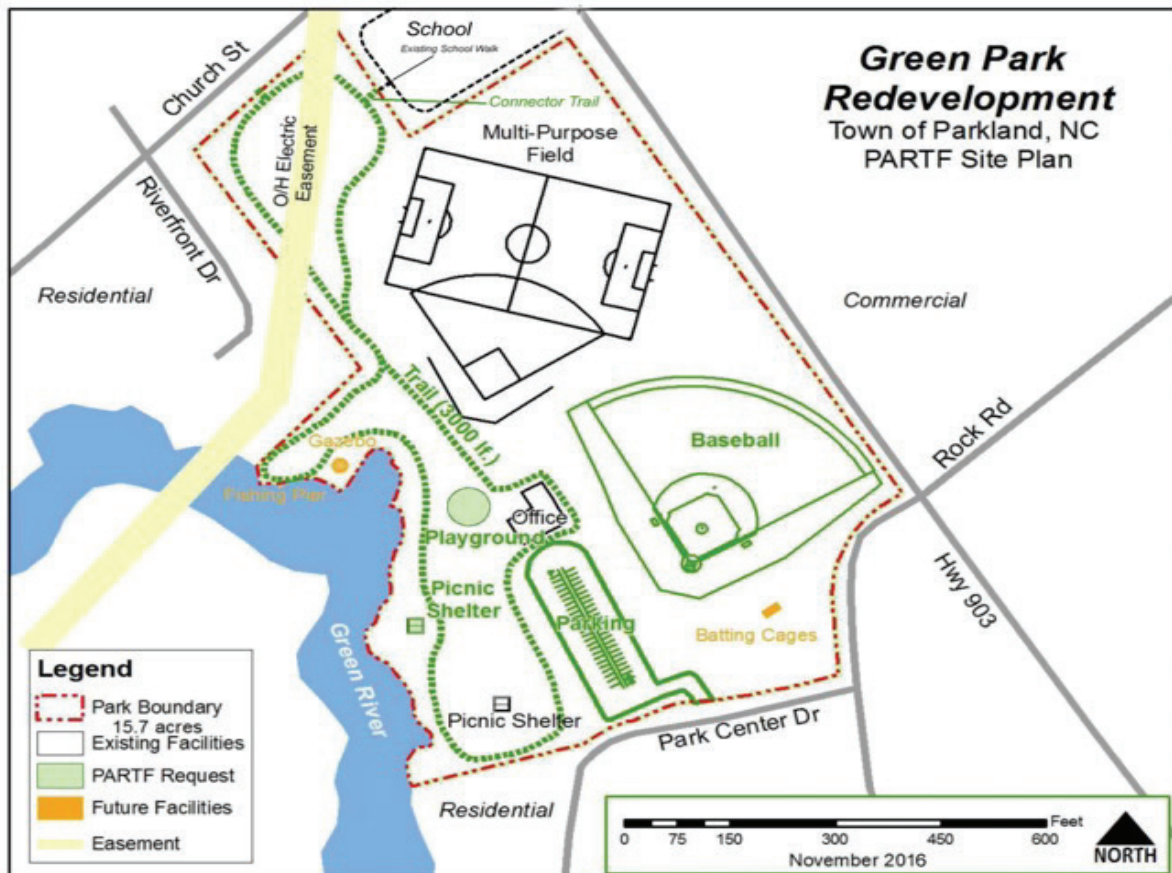 School
Existing School Walk
Green Park
Redevelopment
Town of Parkland, NC
PARTF Site Plan
Church St
Connector Trail
Multi-Purpose
Field
O/H Electric
Easement
Riverfront Dr
Residential
Commercial
Trail (3000 lf.)
Baseball
Rock Rd
Gazebo
Fishing Pier
Office
Playground
Hwy 903
Picnic
Shelter
Parking
Batting Cages
Green River
Picnic Shelter
Park Center Dr
Residential
Legend
Park Boundary
15.7 acres
Existing Facilities
PARTF Request
Future Facilities
Easement
Feet
0 75 150 300 450 600
November 2016
NORTH